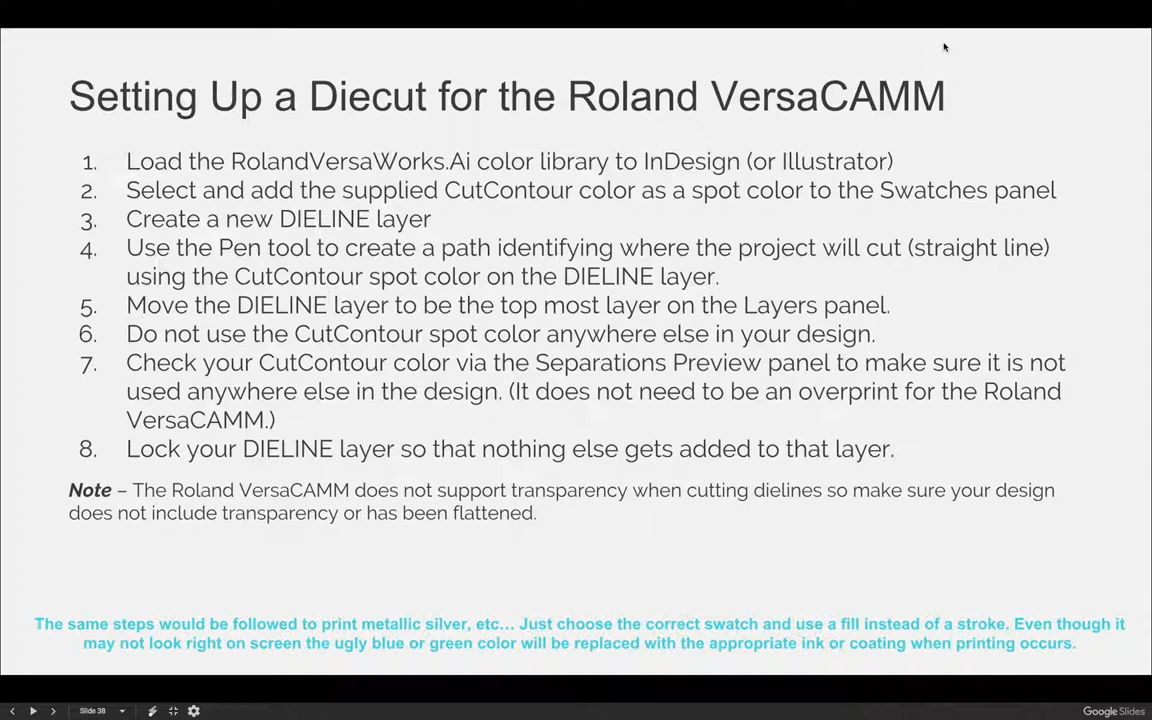 Setting Up a Diecut for the Roland VersaCAMM
1. Load the RolandVersaWorks.Ai color library to InDesign (or Illustrator)
2. Select and add the supplied CutContour color as a spot color to the Swatches panel
3. Create a new DIELINE layer
4. Use the Pen tool to create a path identifying where the project will cut (straight line)
using the CutContour spot color on the DIELINE layer.
5. Move the DIELINE layer to be the top most layer on the Layers panel.
6. Do not use the CutContour spot color anywhere else in your design.
7. Check your CutContour color via the Separations Preview panel to make sure it is not
used anywhere else in the design. (It does not need to be an overprint for the Roland
VersaCAMM.)
8. Lock your DIELINE layer so that nothing else gets added to that layer.
Note – The Roland VersaCAMM does not support transparency when cutting dielines so make sure your design
does not include transparency or has been flattened.
The same steps would be followed to print metallic silver, etc... Just choose the correct swatch and use a fill instead of a stroke. Even though it
may not look right on screen the ugly blue or green color will be replaced with the appropriate ink or coating when printing occurs.
Slide 38
Google Slides